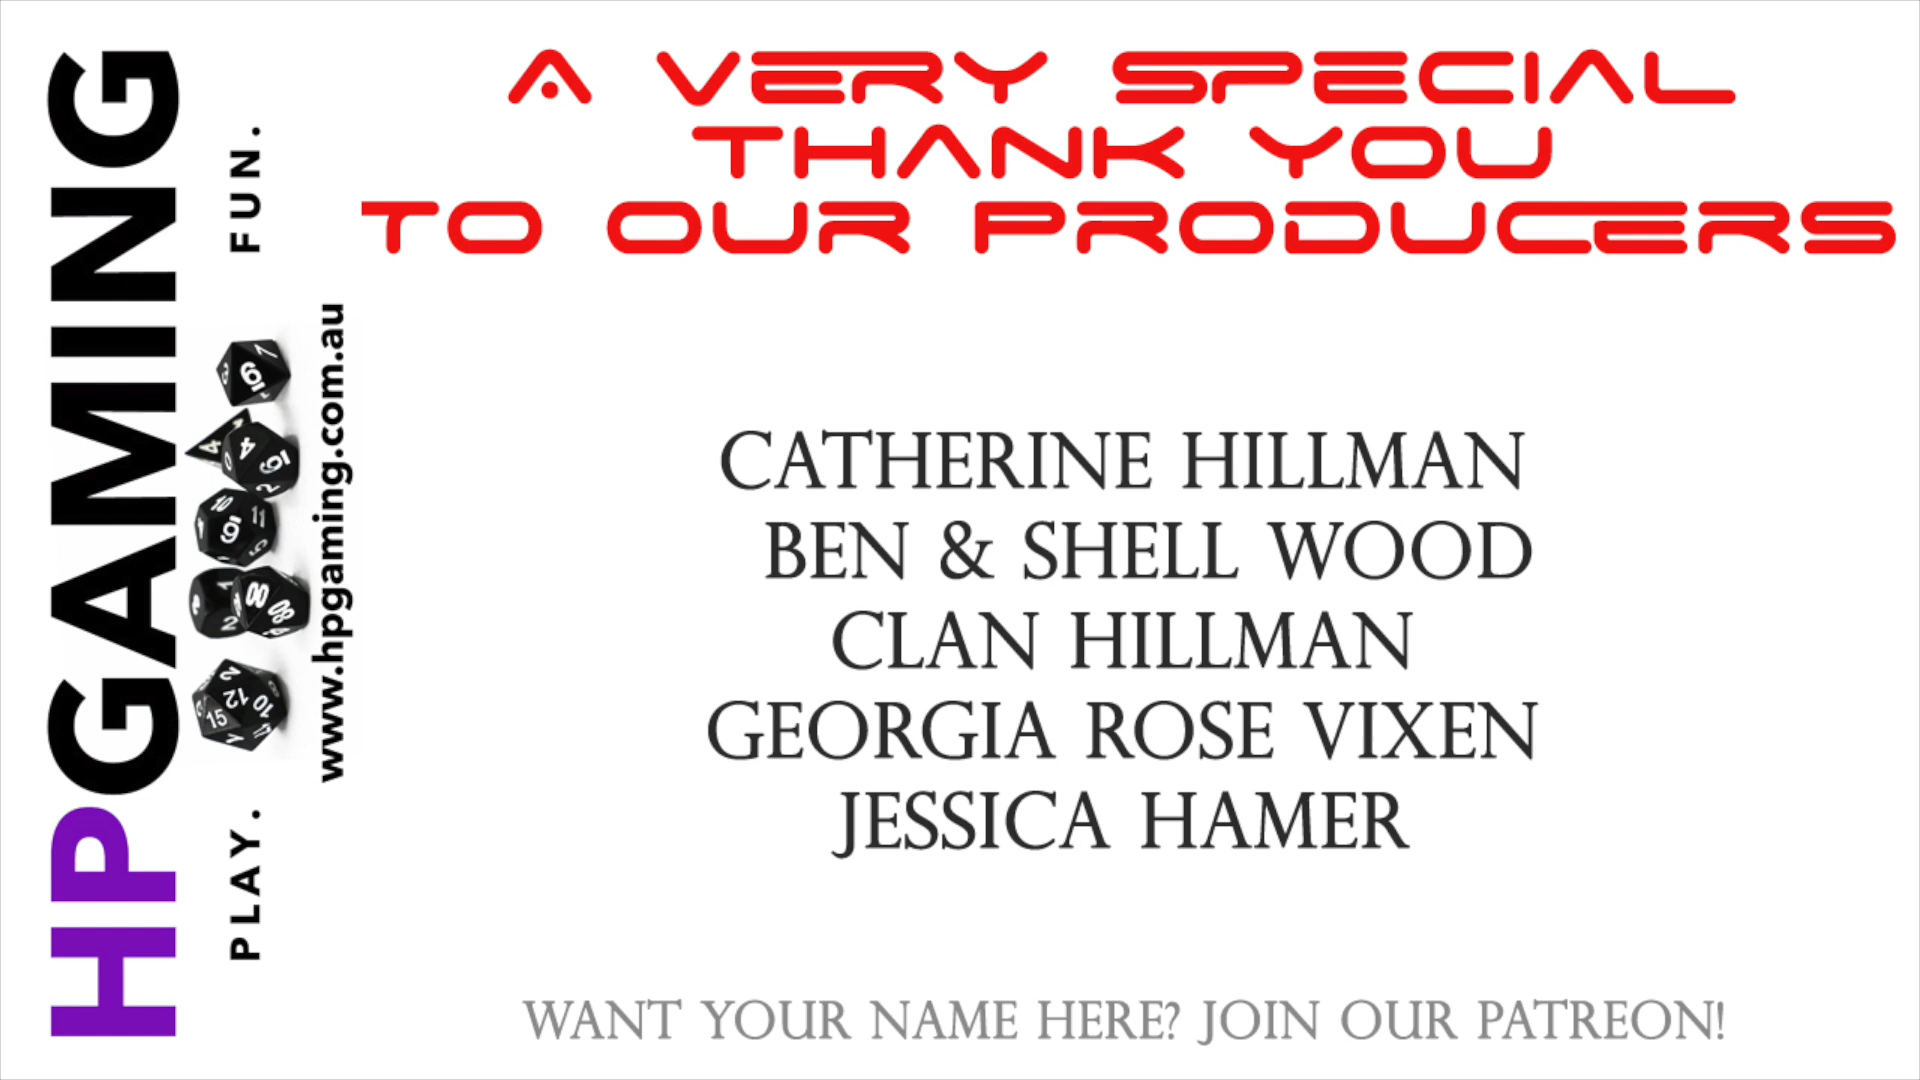 HPGAMING
PLAY. FUN.
www.hpgaming.com.au
A VERY SPECIAL
THANK YOU
TO OUR PRODUCERS
CATHERINE HILLMAN
BEN & SHELL WOOD
CLAN HILLMAN
GEORGIA ROSE VIXEN
JESSICA HAMER
WANT YOUR NAME HERE? JOIN OUR PATREON!